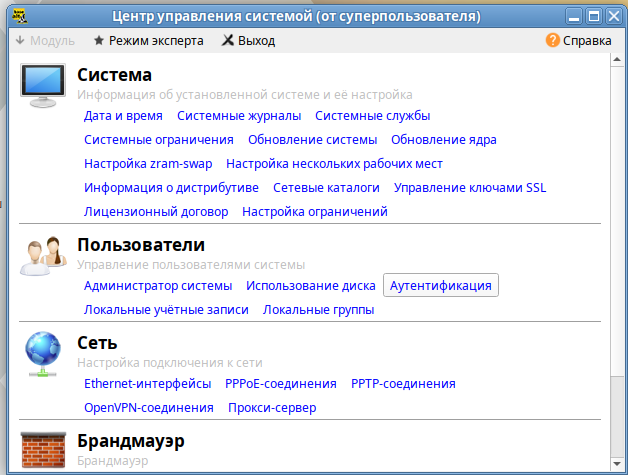 Центр управления системой (от суперпользователя)
Модуль Режим эксперта Выход Справка
Система
Информация об установленной системе и её настройка
Дата и время Системные журналы Системные службы
Системные ограничения Обновление системы Обновление ядра
Настройка zram-swap Настройка нескольких рабочих мест
Информация о дистрибутиве Сетевые каталоги Управление ключами SSL
Лицензионный договор Настройка ограничений
Пользователи
Управление пользователями системы
Администратор системы Использование диска Аутентификация
Локальные учётные записи Локальные группы
Сеть
Настройка подключения к сети
Ethernet-интерфейсы PPPoE-соединения PPTP-соединения
OpenVPN-соединения Прокси-сервер
Брандмауэр
Брандмауэр